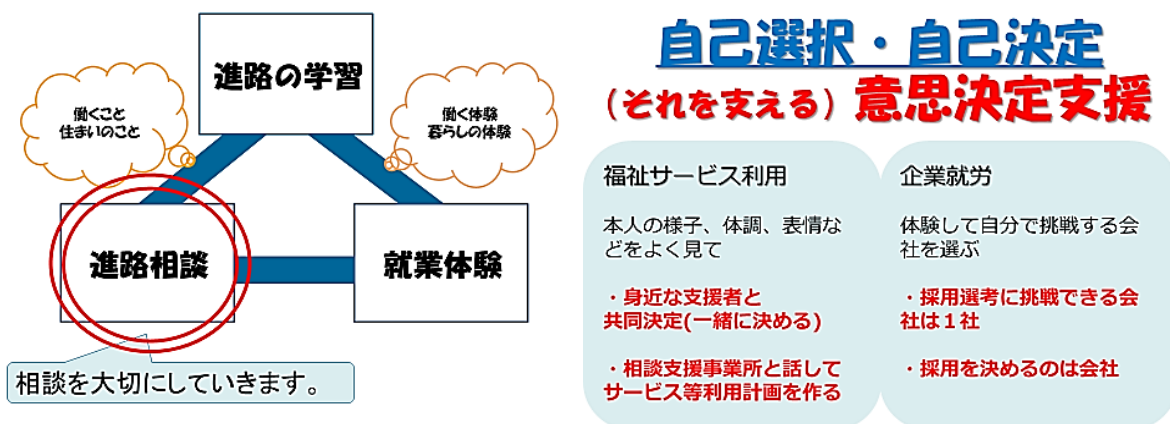 進路の学習
働くこと
住まいのこと
働く体験
暮らしの体験
進路相談
就業体験
相談を大切にしていきます。
自己選択・自己決定
（それを支える）意思決定支援
福祉サービス利用
本人の様子、体調、表情な
どをよく見て
・身近な支援者と
共同決定(一緒に決める)
・相談支援事業所と話して
サービス等利用計画を作る
企業就労
体験して自分で挑戦する会
社を選ぶ
・採用選考に挑戦できる会
社は１社
・採用を決めるのは会社